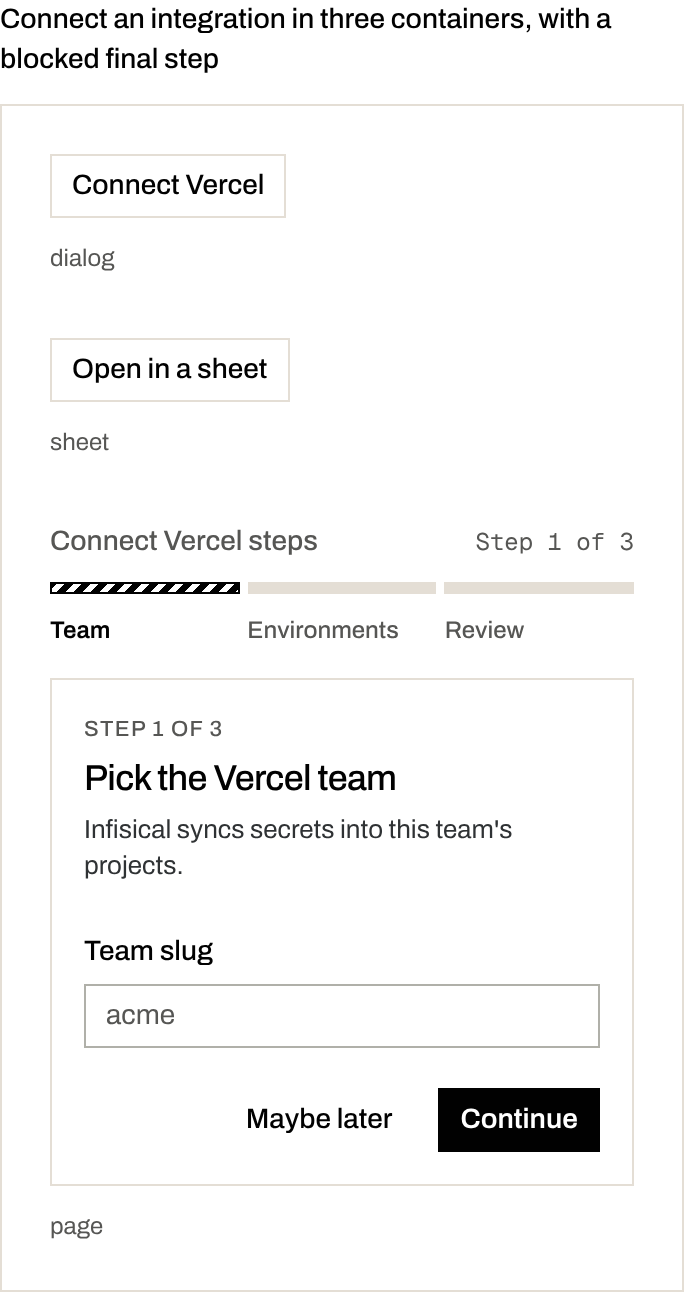 Connect an integration in three containers, with a
blocked final step
Connect Vercel
dialog
Open in a sheet
sheet
Connect Vercel steps
Step 1 of 3
Team
Environments
Review
STEP 1 OF 3
Pick the Vercel team
Infisical syncs secrets into this team's
projects.
Team slug
acme
Maybe later
Continue
page